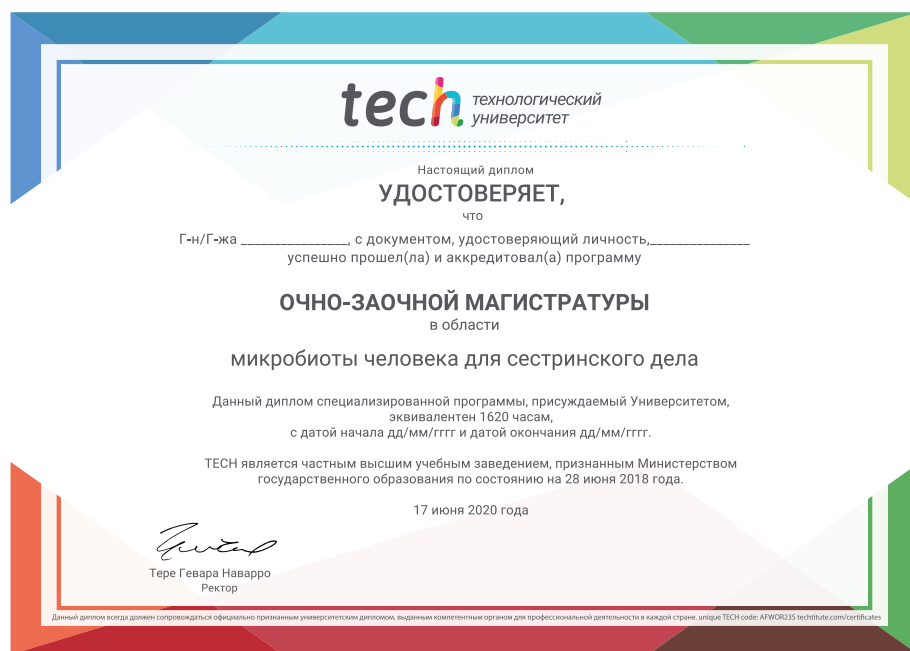 tech технологический
университет
Настоящий диплом
УДОСТОВЕРЯЕТ,
что
Г-н/Г-жа ________________, с документом, удостоверяющий личность,_______________
успешно прошел(ла) и аккредитовал(а) программу
ОЧНО-ЗАОЧНОЙ МАГИСТРАТУРЫ
в области
микробиоты человека для сестринского дела
Данный диплом специализированной программы, присуждаемый Университетом,
эквивалентен 1620 часам,
с датой начала дд/мм/гггг и датой окончания дд/мм/гггг.
TECH является частным высшим учебным заведением, признанным Министерством
государственного образования по состоянию на 28 июня 2018 года.
17 июня 2020 года
Тере Гевара Наварро
Ректор
Данный диплом всегда должен сопровождаться официально признанным университетским дипломом, выданным компетентным органом для профессиональной деятельности в каждой стране. unique TECH code: AFWOR23S techtitute.com/certificates